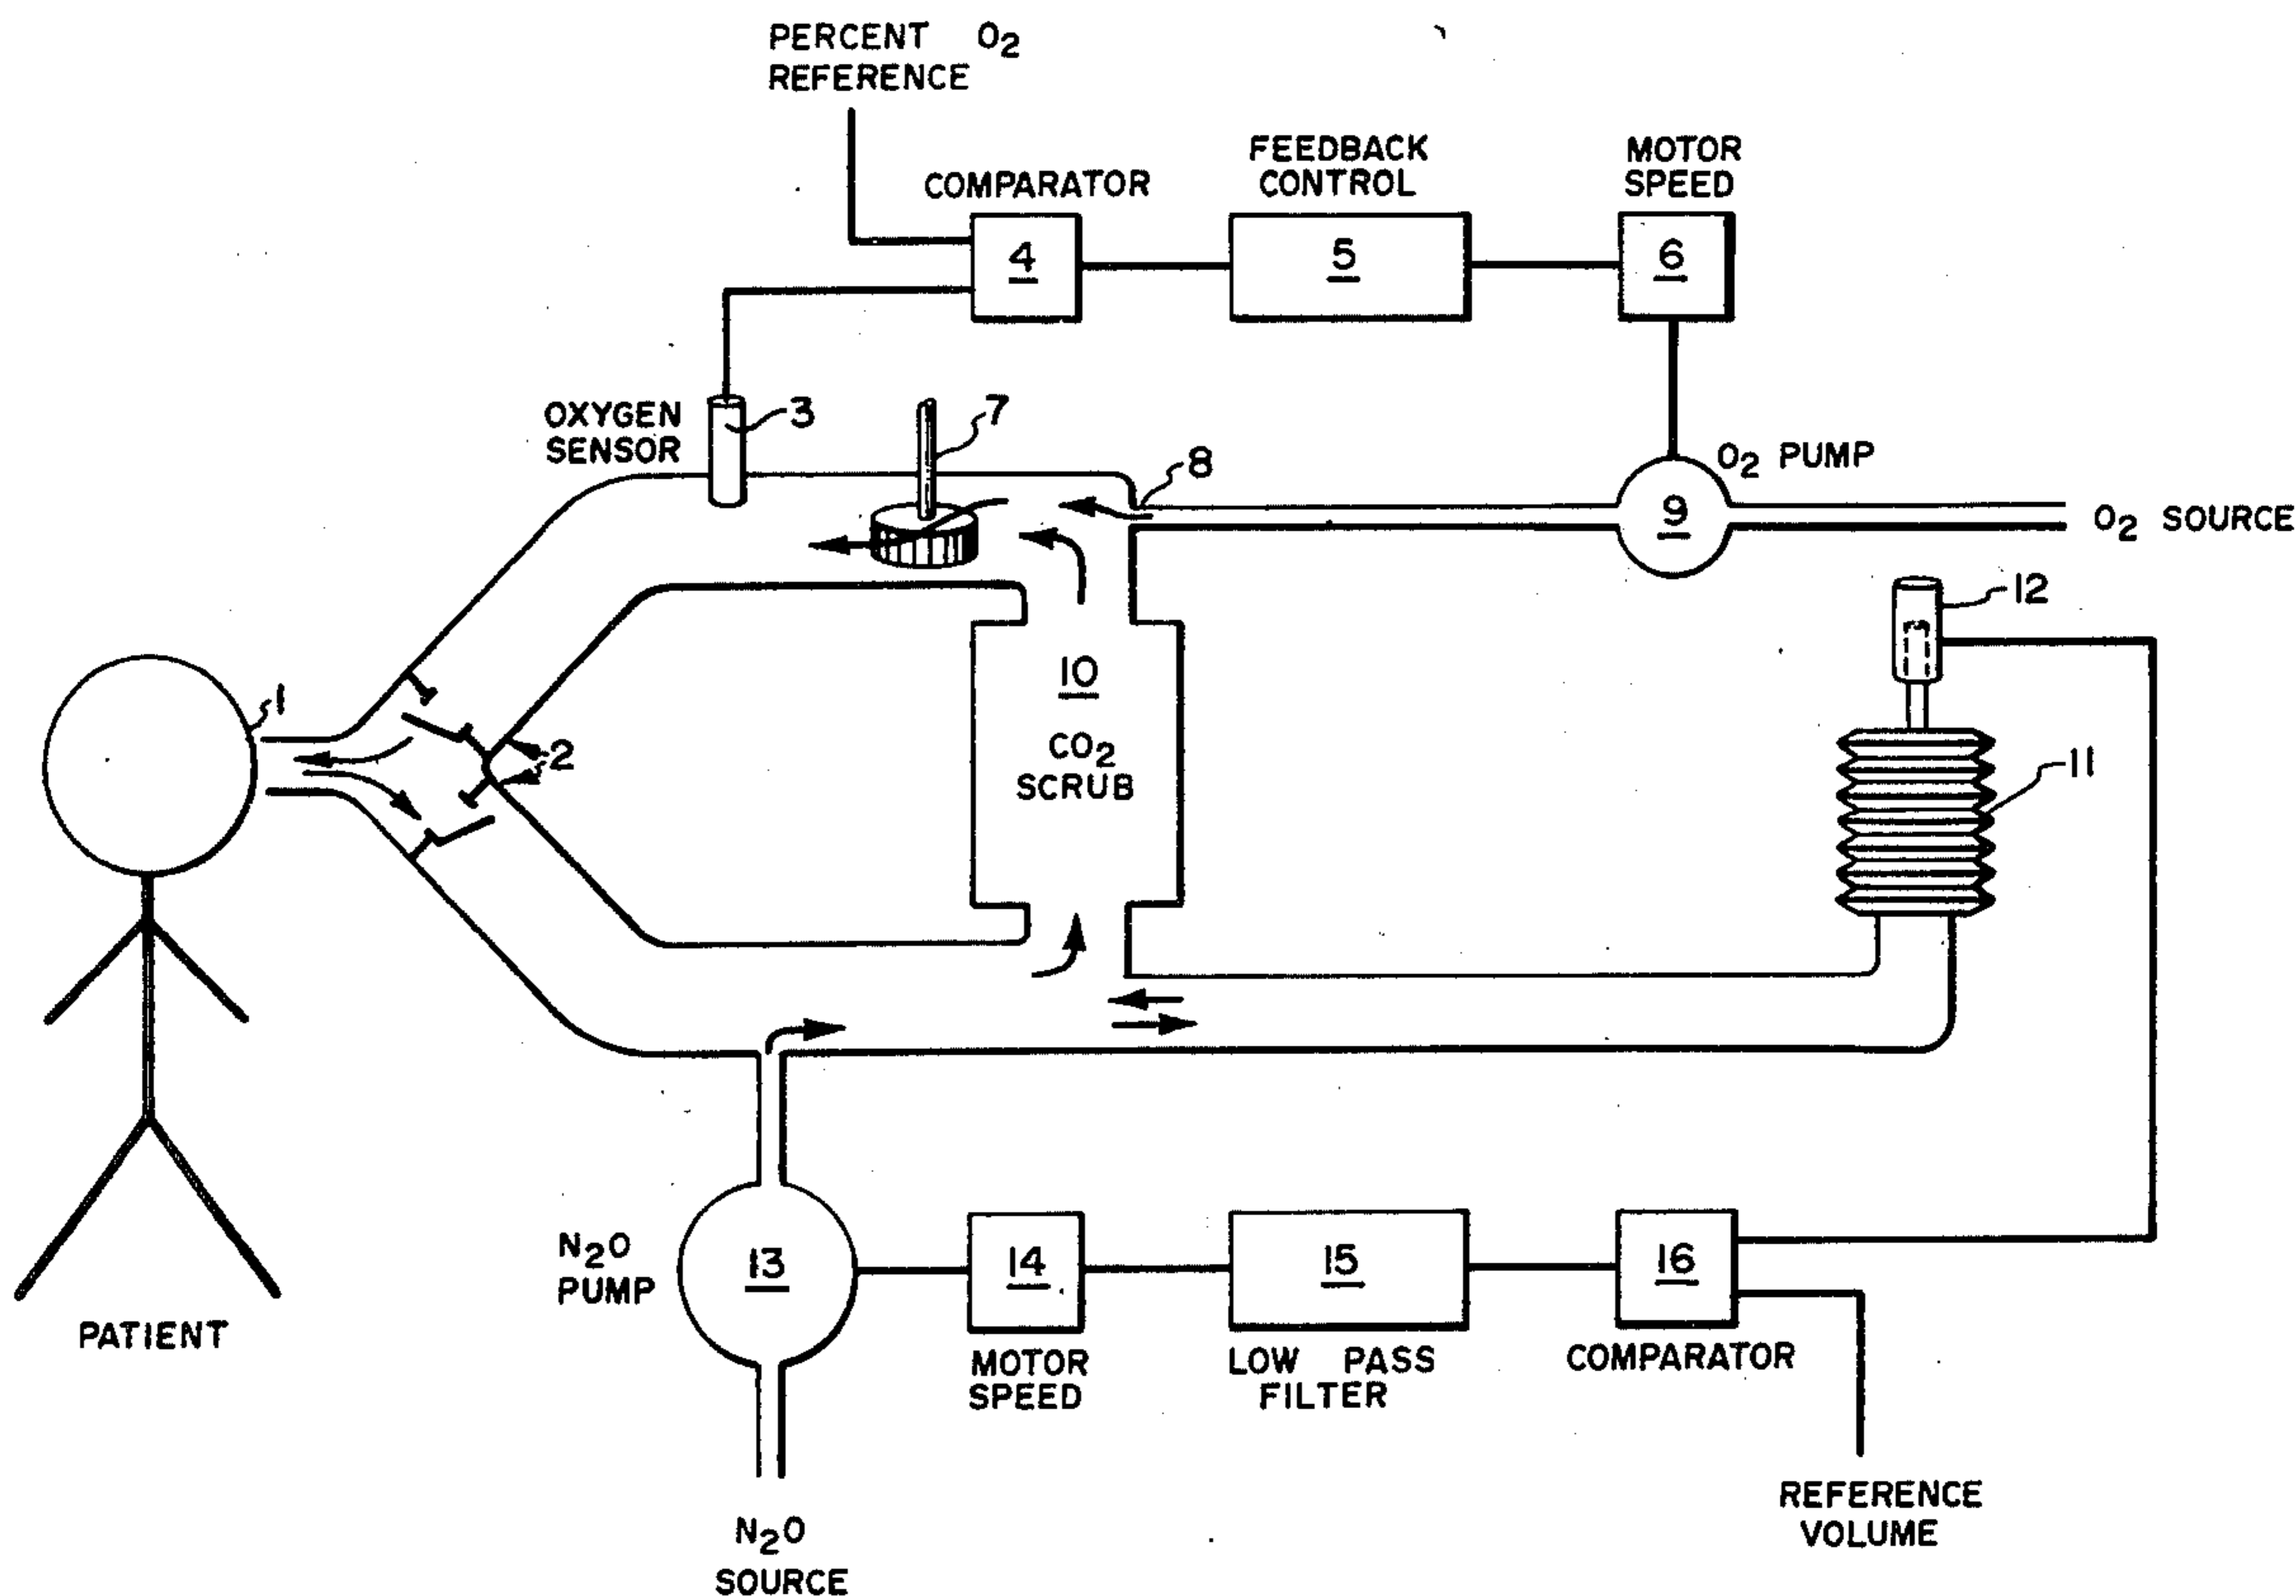 PERCENT O₂
REFERENCE
COMPARATOR
FEEDBACK
CONTROL
MOTOR
SPEED
4
5
6
OXYGEN
SENSOR
3
7
8
O₂ PUMP
9
O₂ SOURCE
12
10
CO₂
SCRUB
1
2
11
N₂O
PUMP
13
14
15
16
PATIENT
MOTOR
SPEED
LOW PASS
FILTER
COMPARATOR
REFERENCE
VOLUME
N₂O
SOURCE